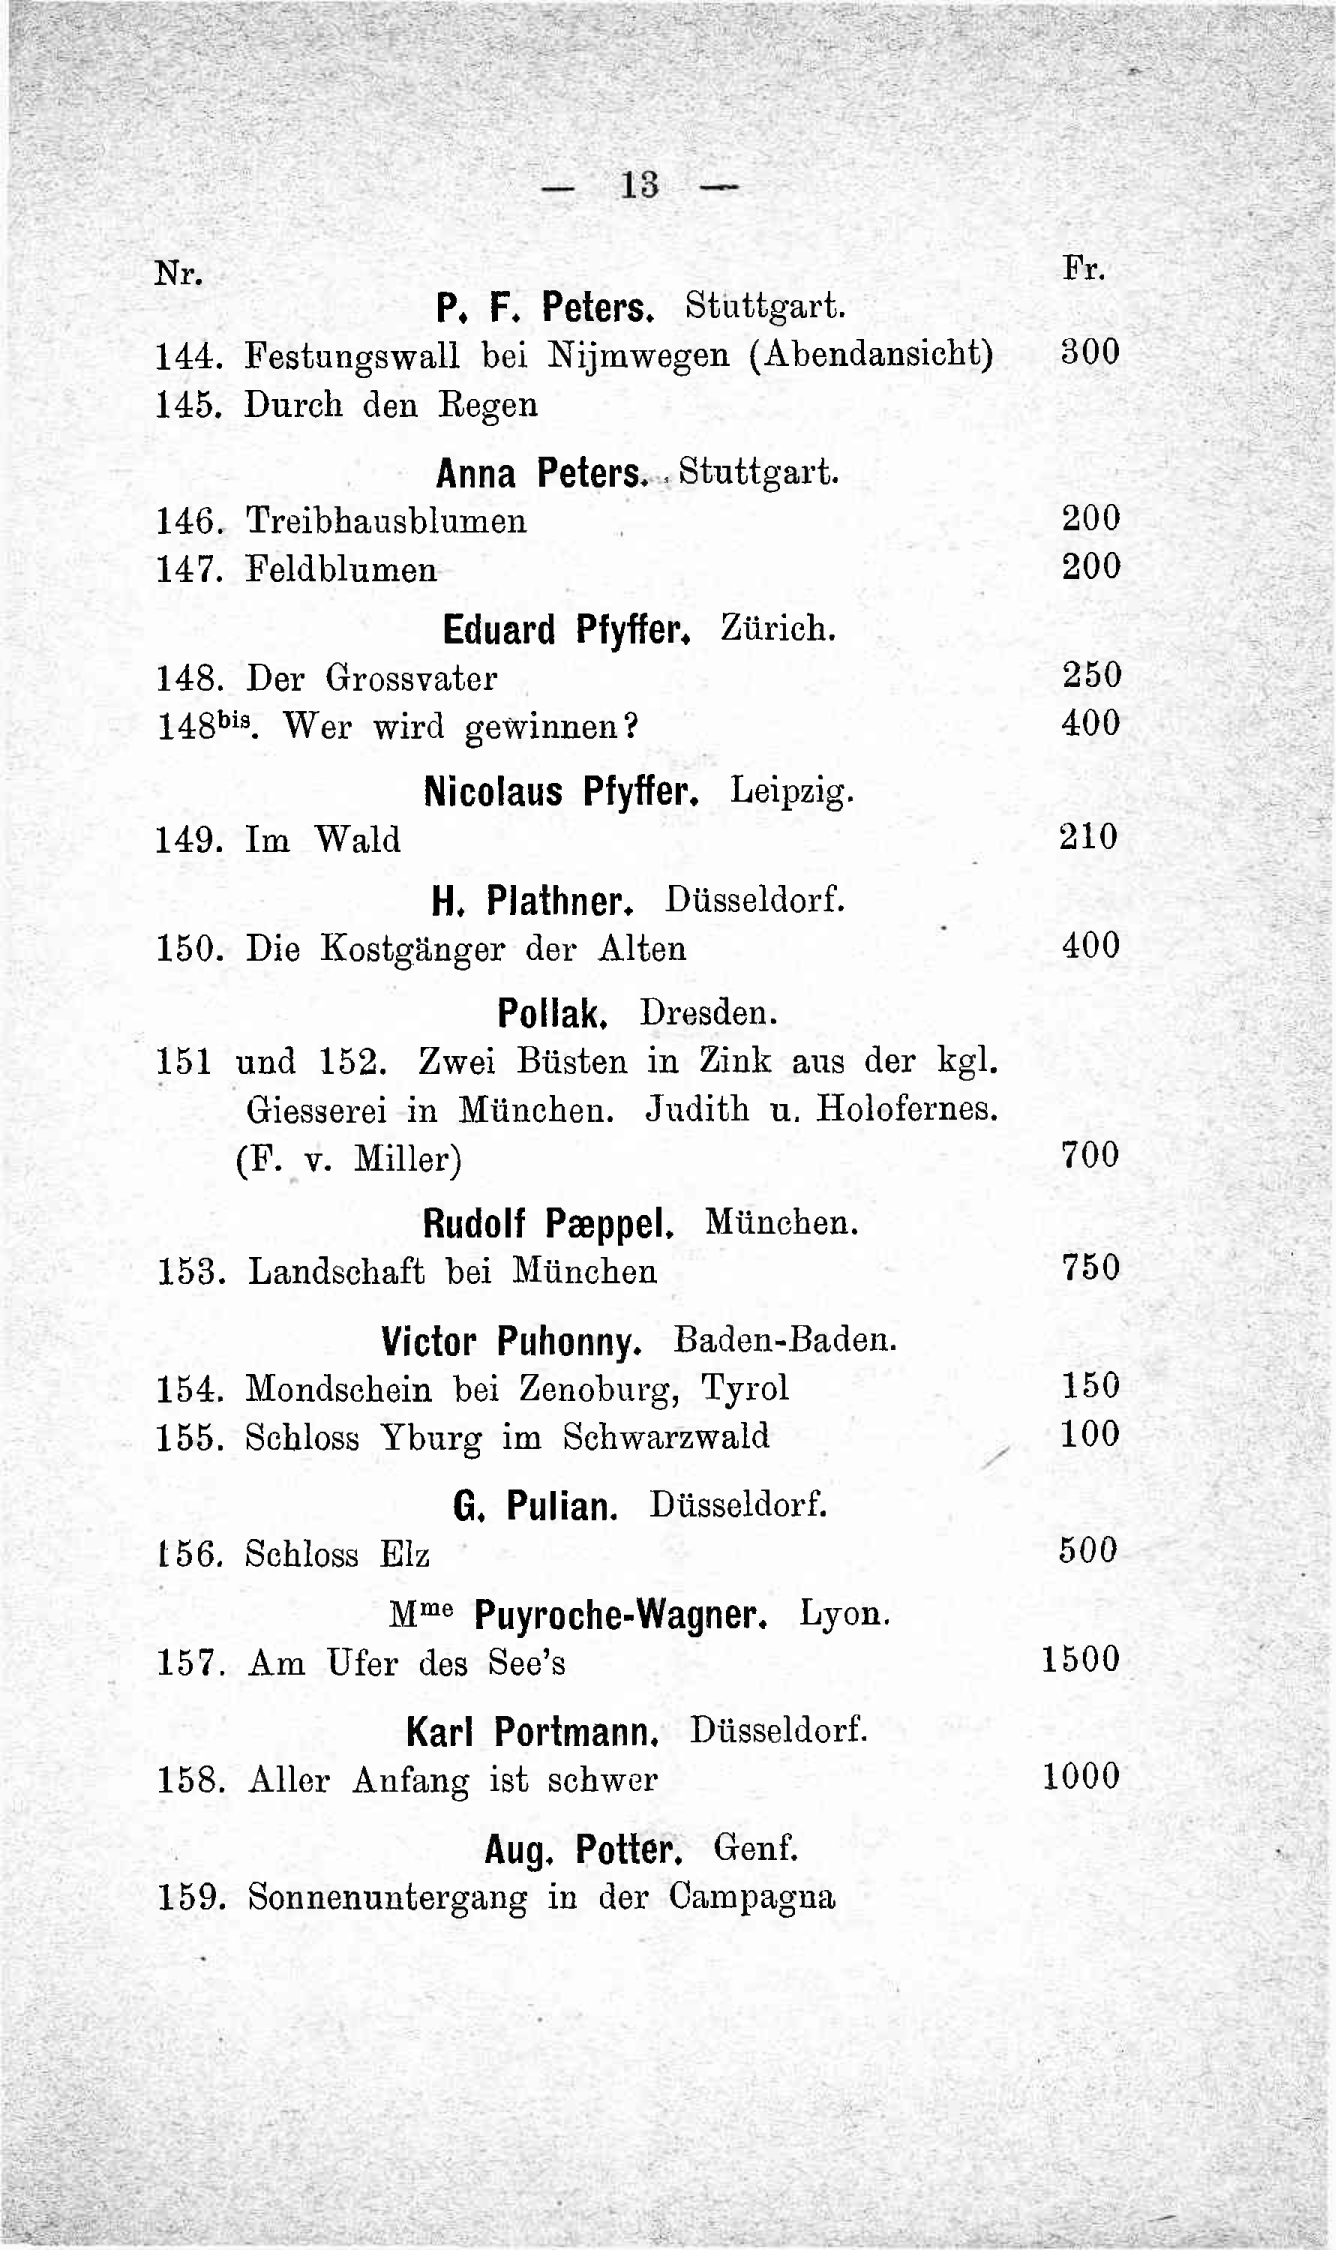 — 13 —
Nr. Fr.
P. F. Peters. Stuttgart.
144. Festungswall bei Nijmwegen (Abendansicht) 300
145. Durch den Regen
Anna Peters. Stuttgart.
146. Treibhausblumen 200
147. Feldblumen 200
Eduard Pfyffer. Zürich.
148. Der Grossvater 250
148bis. Wer wird gewinnen? 400
Nicolaus Pfyffer. Leipzig.
149. Im Wald 210
H. Plathner. Düsseldorf.
150. Die Kostgänger der Alten 400
Pollak. Dresden.
151 und 152. Zwei Büsten in Zink aus der kgl.
Giesserei in München. Judith u. Holofernes.
(F. v. Miller) 700
Rudolf Pæppel. München.
153. Landschaft bei München 750
Victor Puhonny. Baden-Baden.
154. Mondschein bei Zenoburg, Tyrol 150
155. Schloss Yburg im Schwarzwald 100
G. Pulian. Düsseldorf.
156. Schloss Elz 500
Mme Puyroche-Wagner. Lyon.
157. Am Ufer des See's 1500
Karl Portmann. Düsseldorf.
158. Aller Anfang ist schwer 1000
Aug. Potter. Genf.
159. Sonnenuntergang in der Campagna